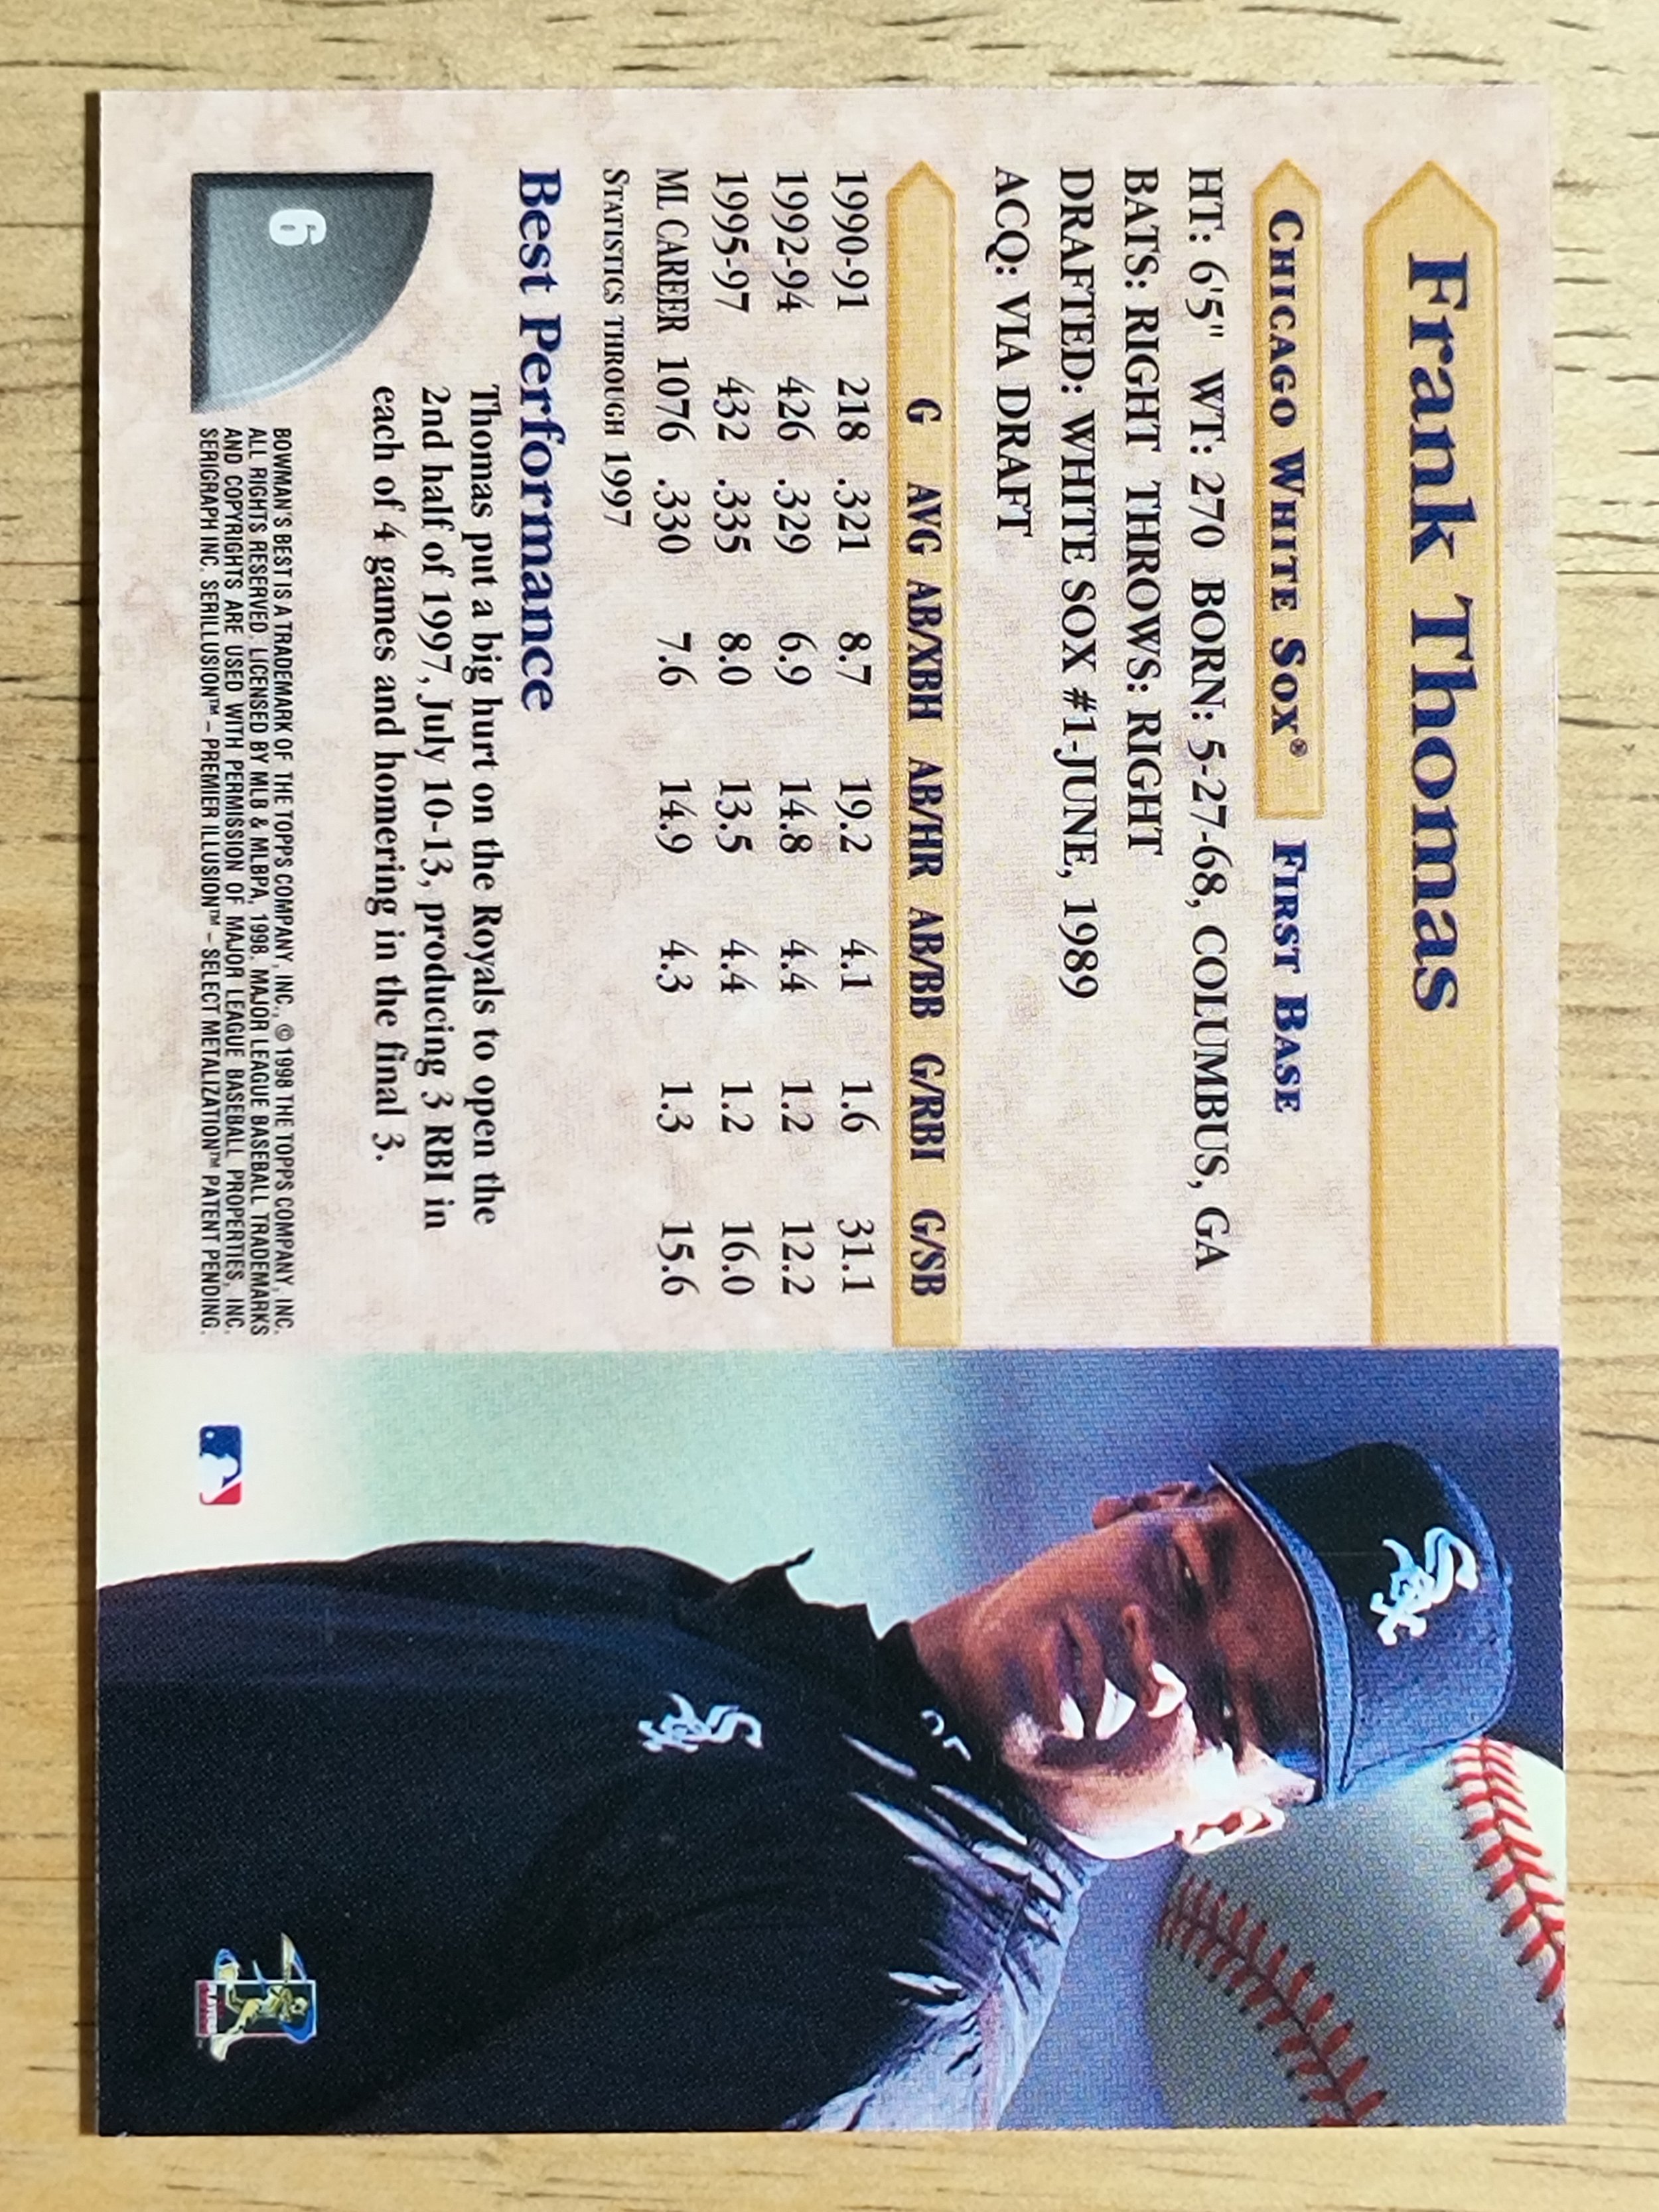 Frank Thomas
CHICAGO WHITE SOX® FIRST BASE
HT: 6'5" WT: 270 BORN: 5-27-68, COLUMBUS, GA
BATS: RIGHT THROWS: RIGHT
DRAFTED: WHITE SOX #1-JUNE, 1989
ACQ: VIA DRAFT
G AVG AB/XBH AB/HR AB/BB G/RBI G/SB
1990-91 218 .321 8.7 19.2 4.1 1.6 31.1
1992-94 426 .329 6.9 14.8 4.4 1.2 12.2
1995-97 432 .335 8.0 13.5 4.4 1.2 16.0
ML CAREER 1076 .330 7.6 14.9 4.3 1.3 15.6
STATISTICS THROUGH 1997
Best Performance
Thomas put a big hurt on the Royals to open the
2nd half of 1997, July 10-13, producing 3 RBI in
each of 4 games and homering in the final 3.
6
BOWMAN'S BEST IS A TRADEMARK OF THE TOPPS COMPANY, INC., © 1998 THE TOPPS COMPANY, INC.
ALL RIGHTS RESERVED. LICENSED BY MLB & MLBPA, 1998. MAJOR LEAGUE BASEBALL TRADEMARKS
AND COPYRIGHTS ARE USED WITH PERMISSION OF MAJOR LEAGUE BASEBALL PROPERTIES, INC.
SERIGRAPH INC. SERILLUSION™ – PREMIER ILLUSION™ – SELECT METALIZATION™ PATENT PENDING.
Sox
Sox